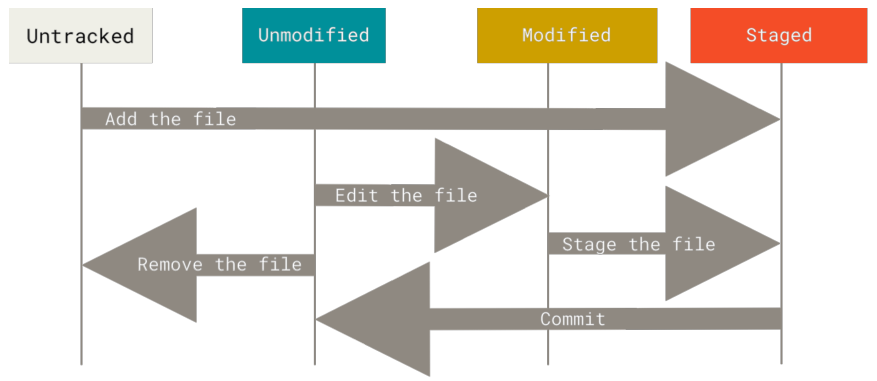 Untracked
Unmodified
Modified
Staged
Add the file
Edit the file
Stage the file
Remove the file
Commit